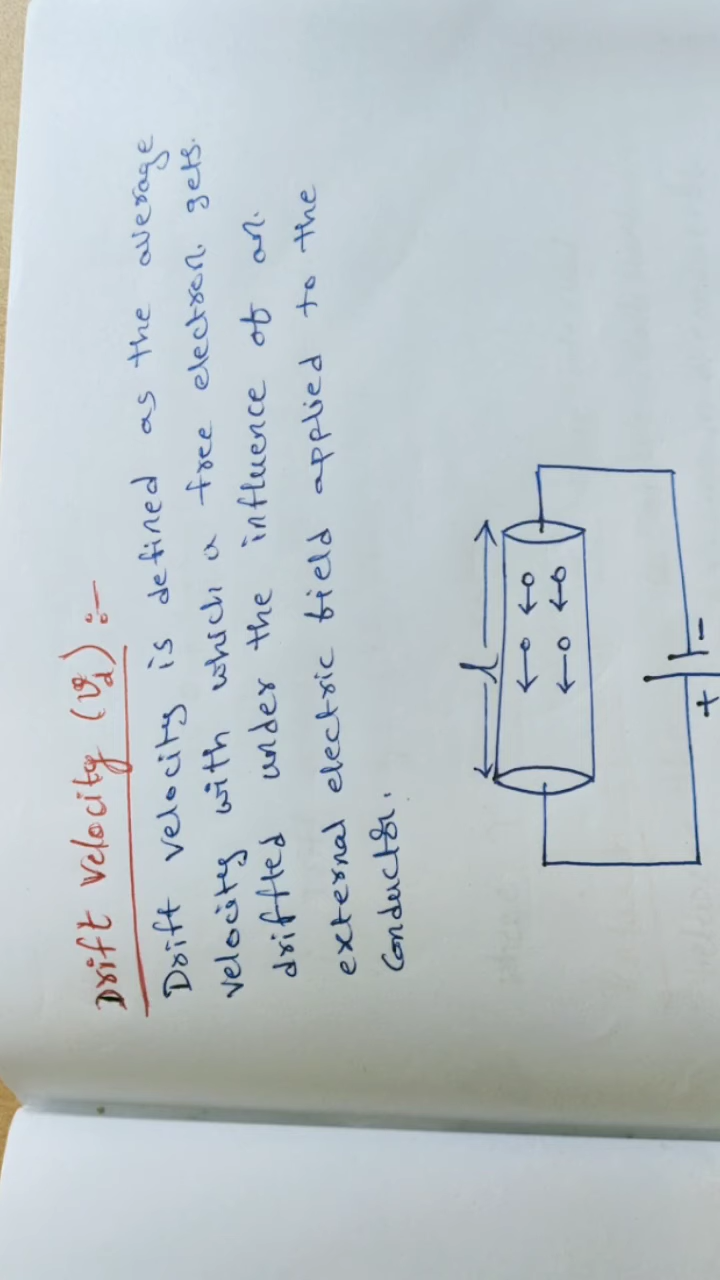 Drift velocity (vd) :-
Drift velocity is defined as the average
velocity with which a free electron gets
driffted under the influence of an
external electric field applied to the
conductor.
l
+ -